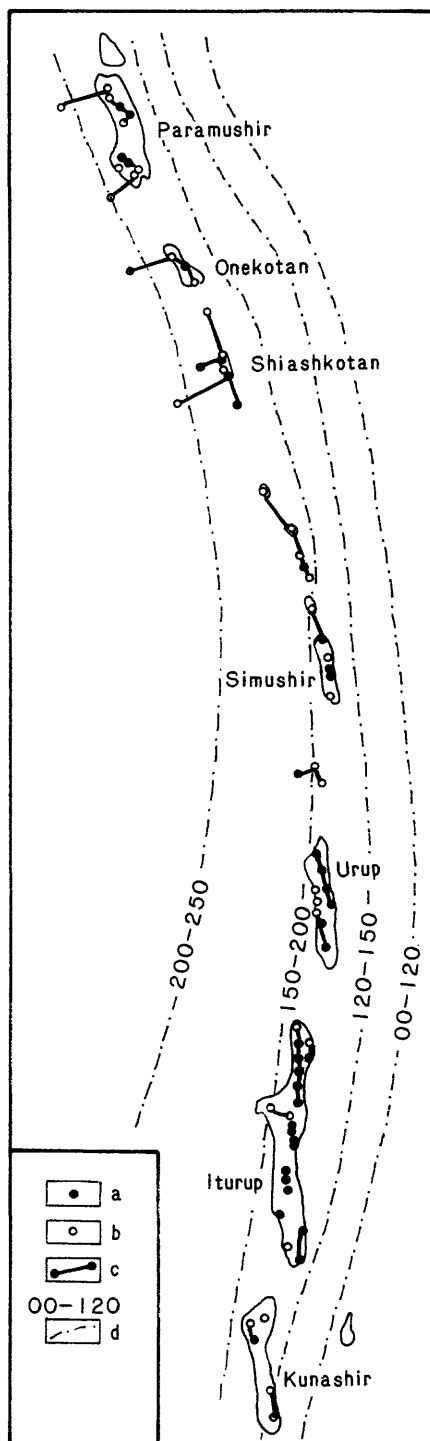 Paramushir
Onekotan
Shiashkotan
Simushir
Urup
200-250
150-200
120-150
00-120
Iturup
Kunashir
a
b
c
00-120
d